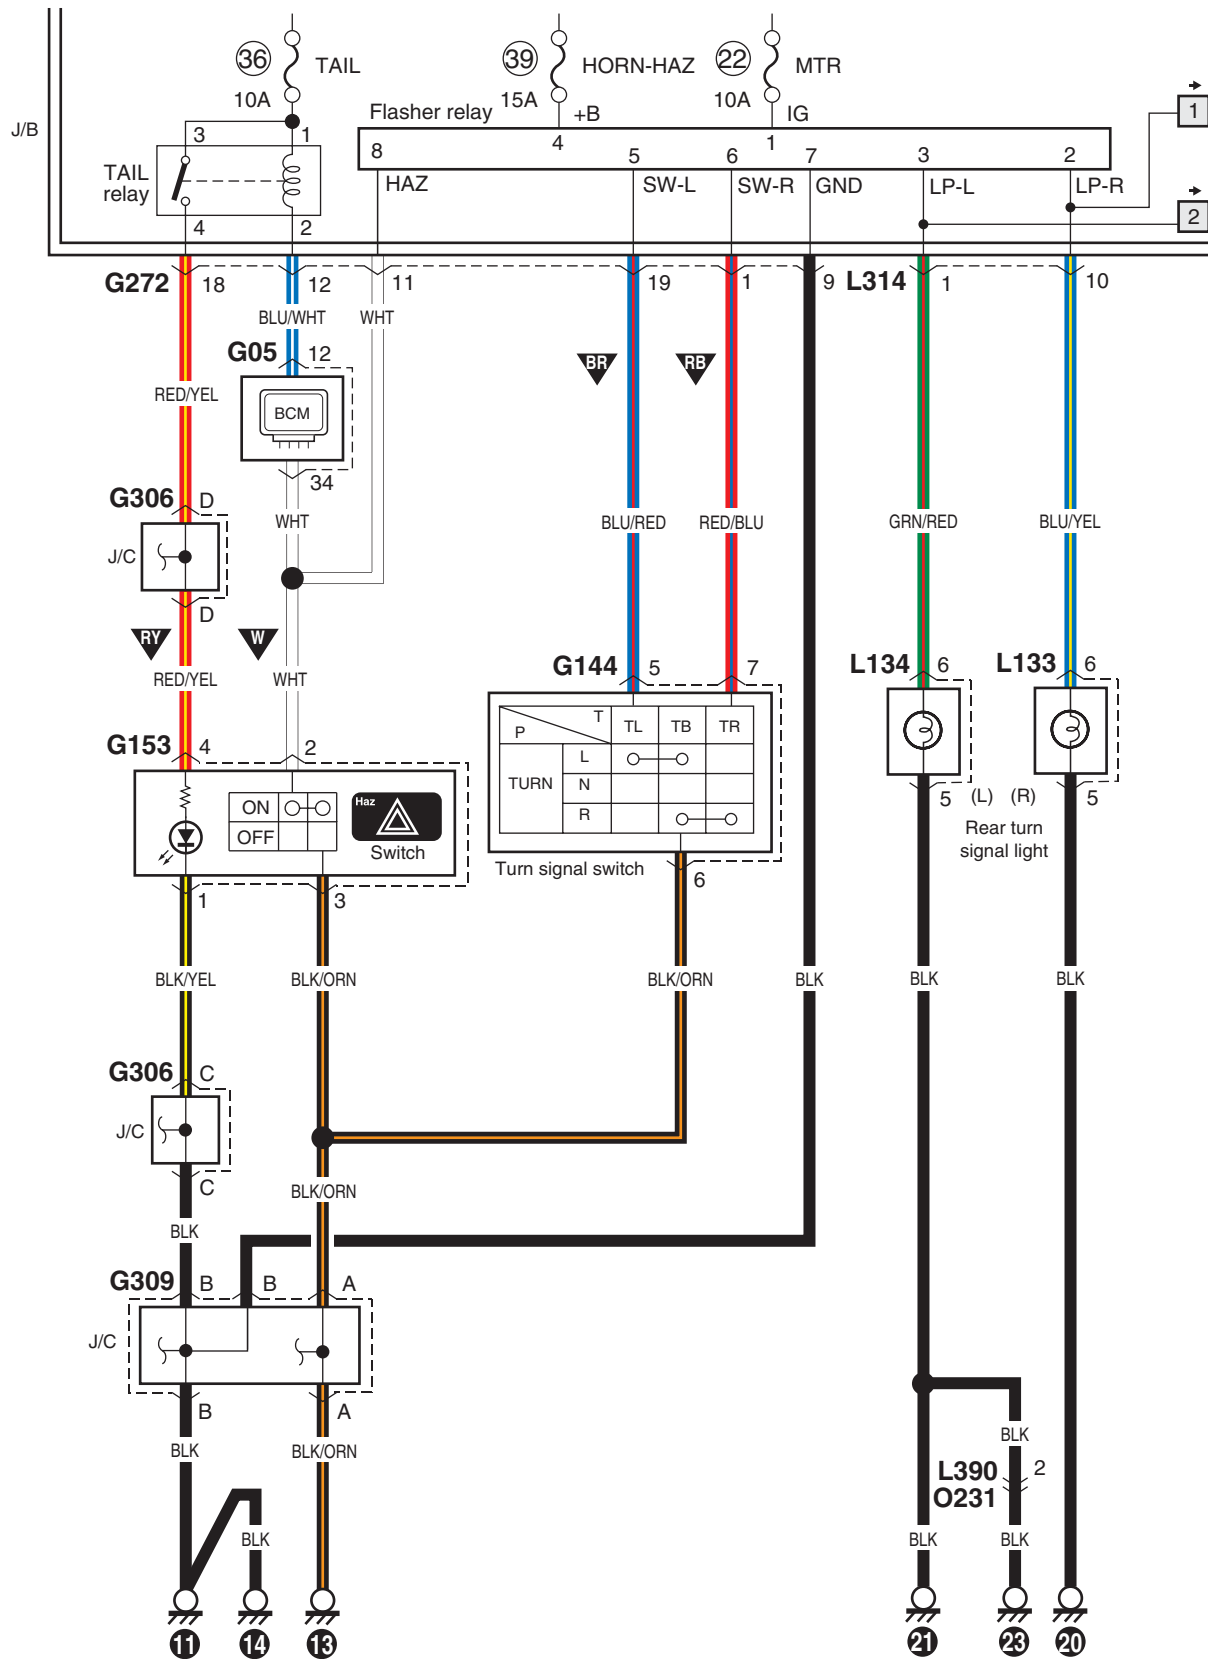 36 TAIL 39 HORN-HAZ 22 MTR
10A 15A 10A
J/B
Flasher relay +B IG
1
3 1 4 1
8 5 6 7 3 2
TAIL
relay
HAZ SW-L SW-R GND LP-L LP-R
2
4 2
G272 18 12 11 19 1 9 L314 1 10
BLU/WHT WHT
G05 12
BR RB
RED/YEL
BCM
34
G306 D
WHT BLU/RED RED/BLU GRN/RED BLU/YEL
J/C
D
RY W
RED/YEL WHT
G144 5 7 L134 6 L133 6
T
P
TL TB TR
G153 4 2
TURN
L
N
R
ON
OFF
Haz
Switch
5 (L) (R) 5
Rear turn
signal light
Turn signal switch 6
1 3
BLK/YEL BLK/ORN BLK/ORN BLK BLK BLK
G306 C
J/C
C
BLK/ORN
BLK
G309 B B A
J/C
B A
BLK BLK/ORN
BLK
L390 2
O231
BLK BLK BLK
11 14 13 21 23 20